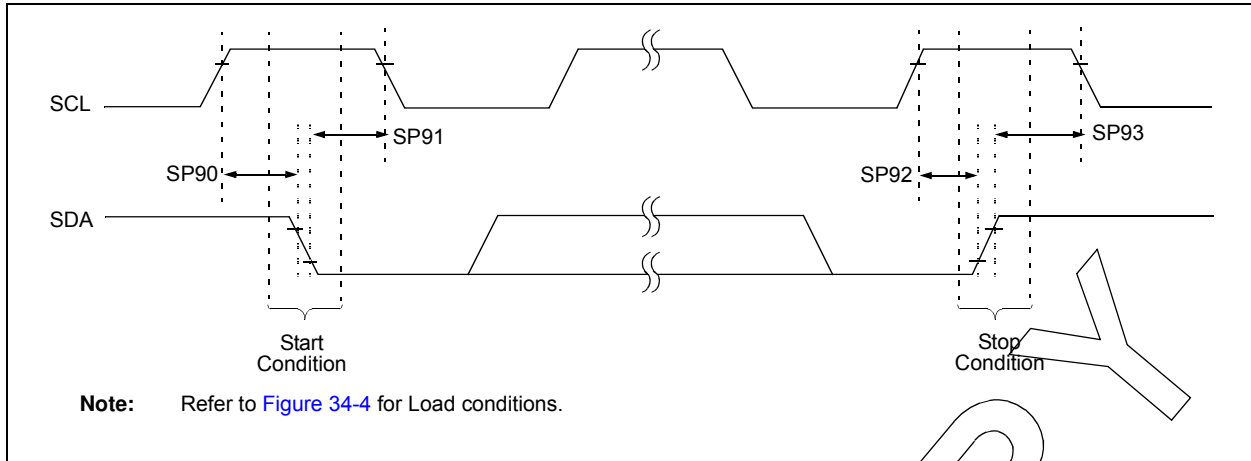 SCL
SP91
SP93
SP90
SP92
SDA
Start
Condition
Stop
Condition
Note: Refer to Figure 34-4 for Load conditions.
Y